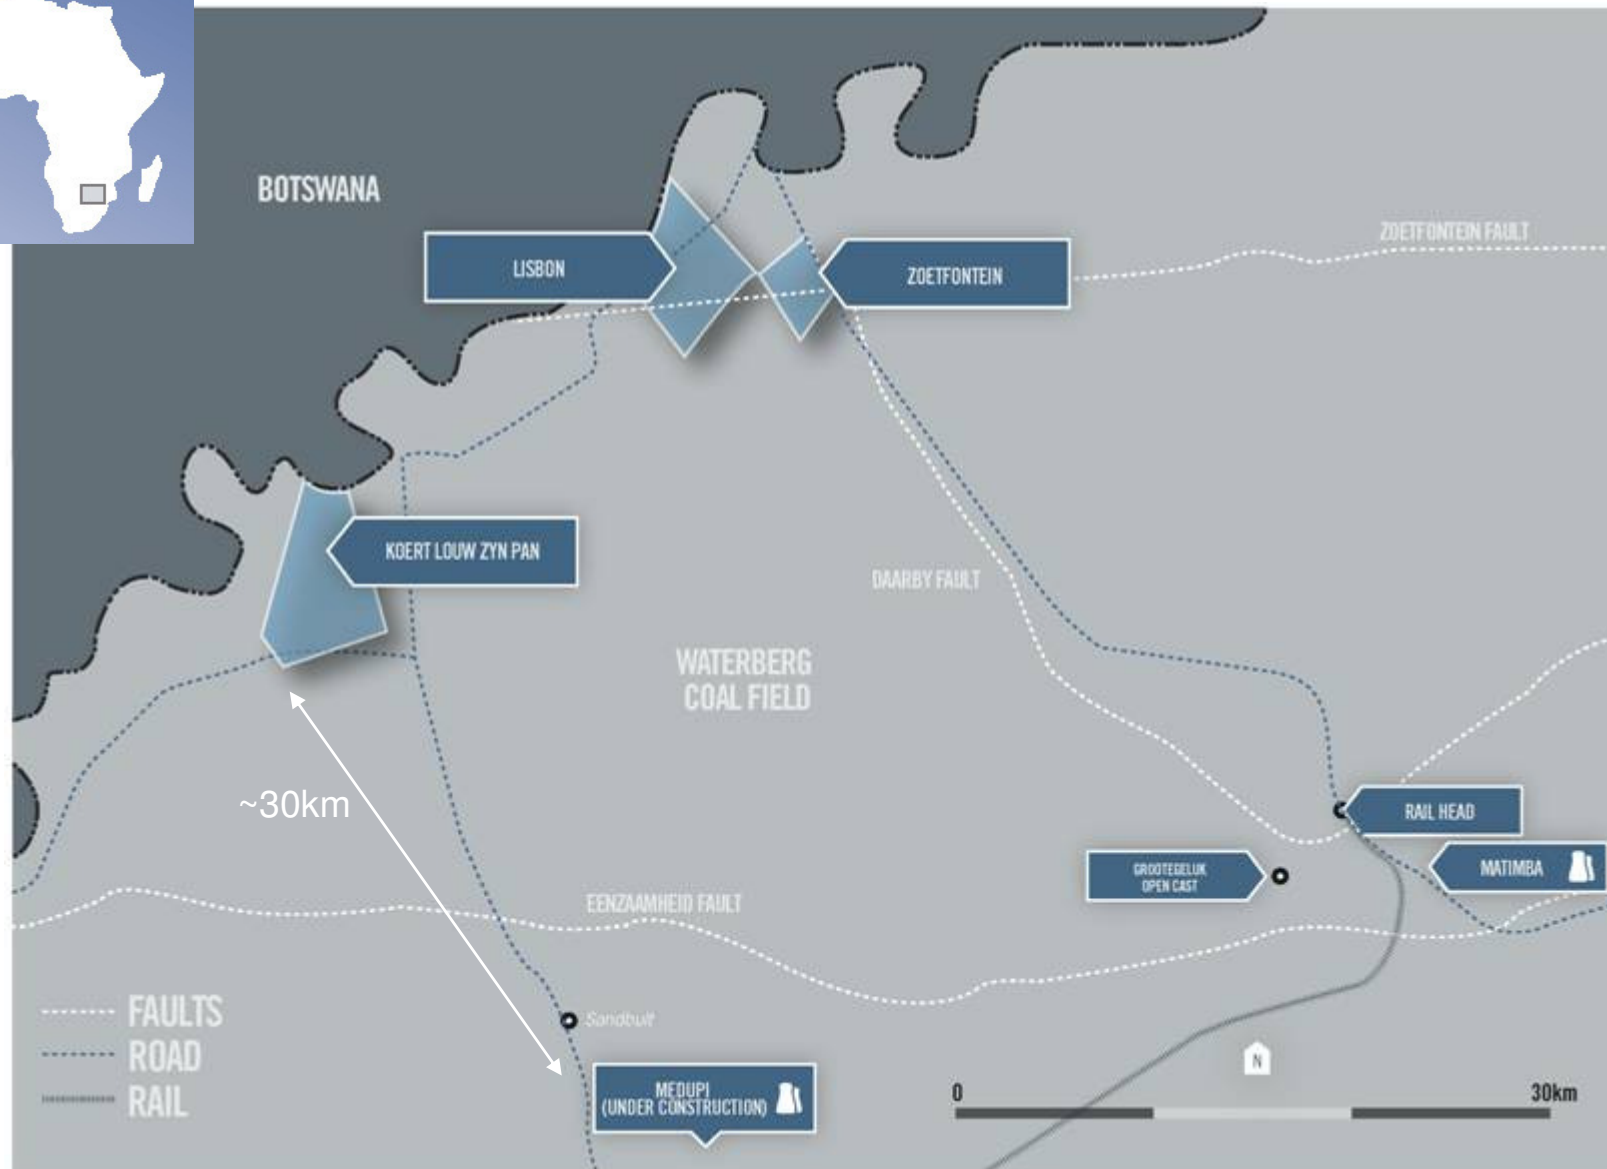 BOTSWANA
ZOETFONTEIN FAULT
LISBON
ZOETFONTEIN
KOERT LOUW ZYN PAN
DAARBY FAULT
WATERBERG
COAL FIELD
~30km
RAIL HEAD
GROOTEGELUK
OPEN CAST
MATIMBA
EENZAAMHEID FAULT
FAULTS
ROAD
RAIL
Sandbult
MEDUPI
(UNDER CONSTRUCTION)
N
0
30km